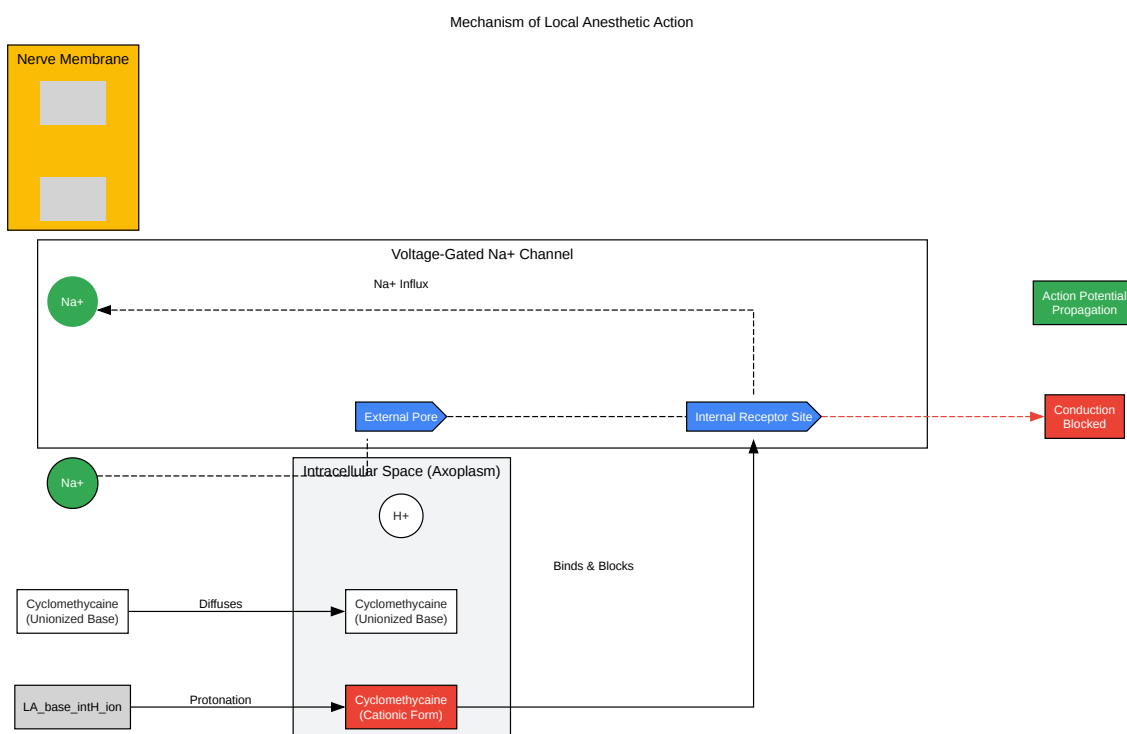 Mechanism of Local Anesthetic Action
Nerve Membrane
Voltage-Gated Na+ Channel
Na+ Influx
Na+
Action Potential
Propagation
External Pore
Internal Receptor Site
Conduction
Blocked
Intracellular Space (Axoplasm)
Na+
H+
Binds & Blocks
Cyclomethycaine
(Unionized Base)
Diffuses
Cyclomethycaine
(Unionized Base)
LA_base_intH_ion
Protonation
Cyclomethycaine
(Cationic Form)